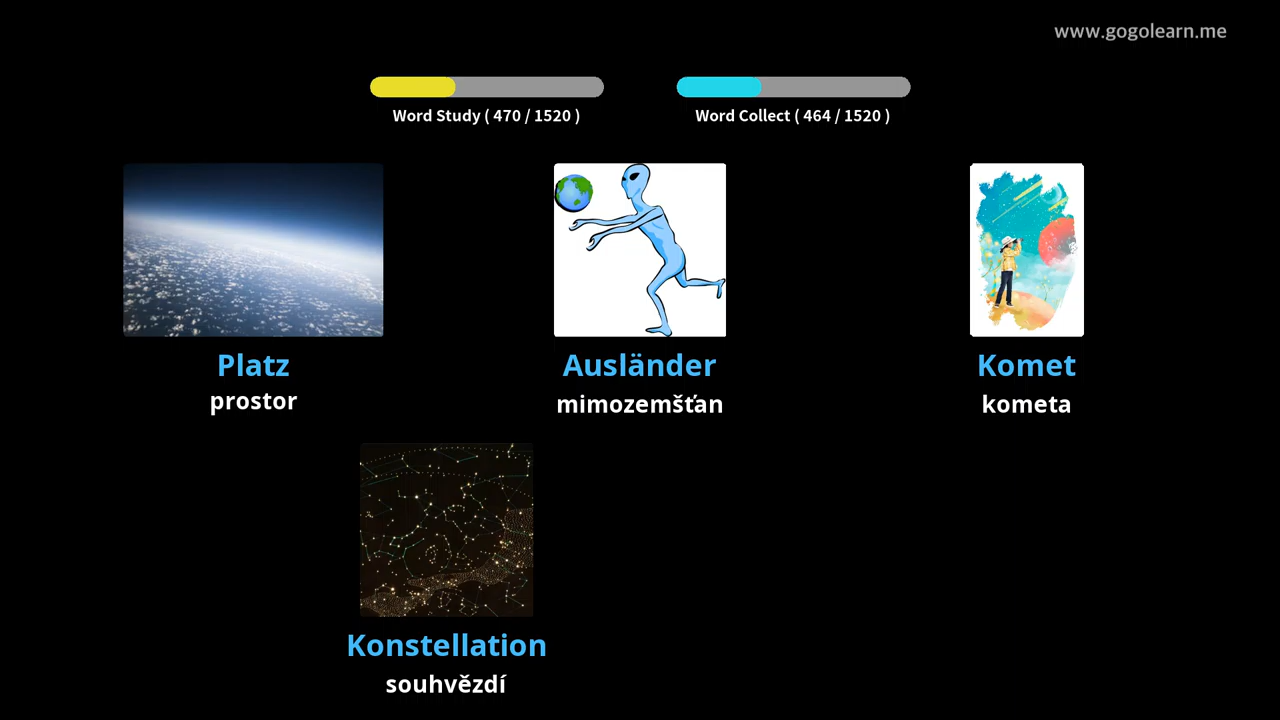 www.gogolearn.me
Word Study ( 470 / 1520 )
Word Collect ( 464 / 1520 )
Platz
prostor
Ausländer
mimozemšťan
Komet
kometa
Konstellation
souhvězdí